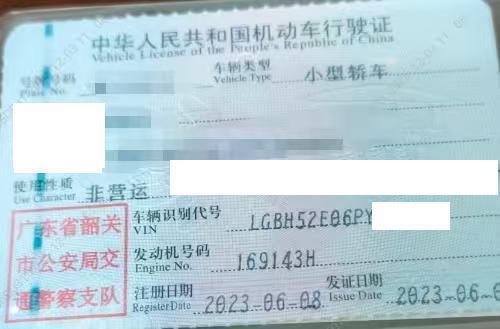 中华人民共和国机动车行驶证
Vehicle License of the People's Republic of China
号牌号码
Plate No.
车辆类型 小型轿车
Vehicle Type
使用性质 非营运
Use Character
广东省韶关
市公安局交
通警察支队
车辆识别代号 LGBH52E06PY
VIN
发动机号码 169143H
Engine No.
注册日期 2023-06-08
Register Date
发证日期 2023-06-
Issue Date